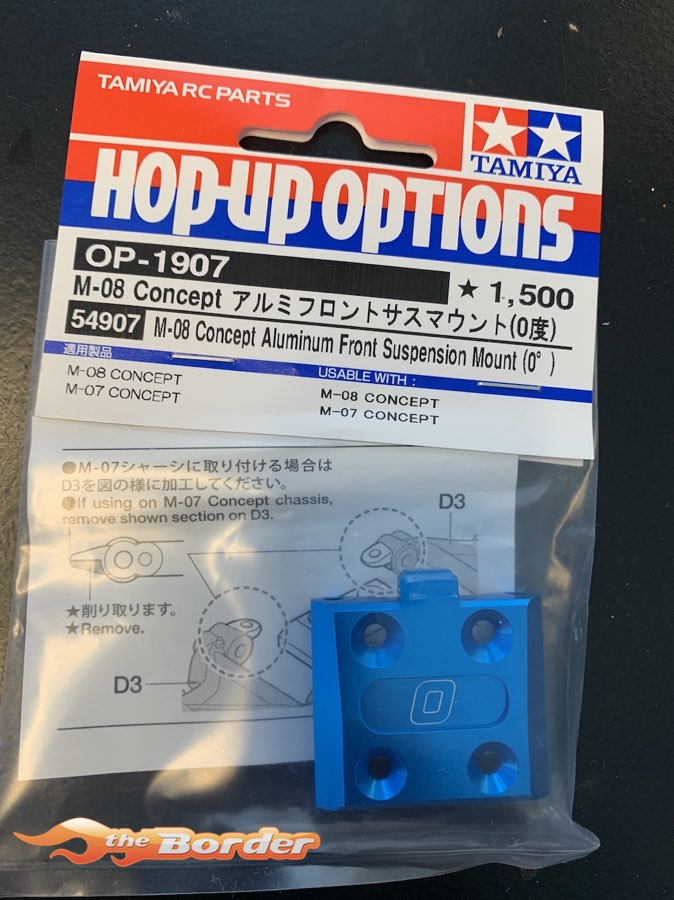 TAMIYA RC PARTS
TAMIYA
HOP-UP OPTIONS
OP-1907
★ 1,500
M-08 Concept アルミフロントサスマウント(0度)
54907 M-08 Concept Aluminum Front Suspension Mount (0°)
適用製品
USABLE WITH :
M-08 CONCEPT
M-07 CONCEPT
M-08 CONCEPT
M-07 CONCEPT
●M-07シャーシに取り付ける場合は
D3を図の様に加工してください。
●If using on M-07 Concept chassis,
remove shown section on D3.
D3
★削り取ります。
★Remove.
D3
0
the Border